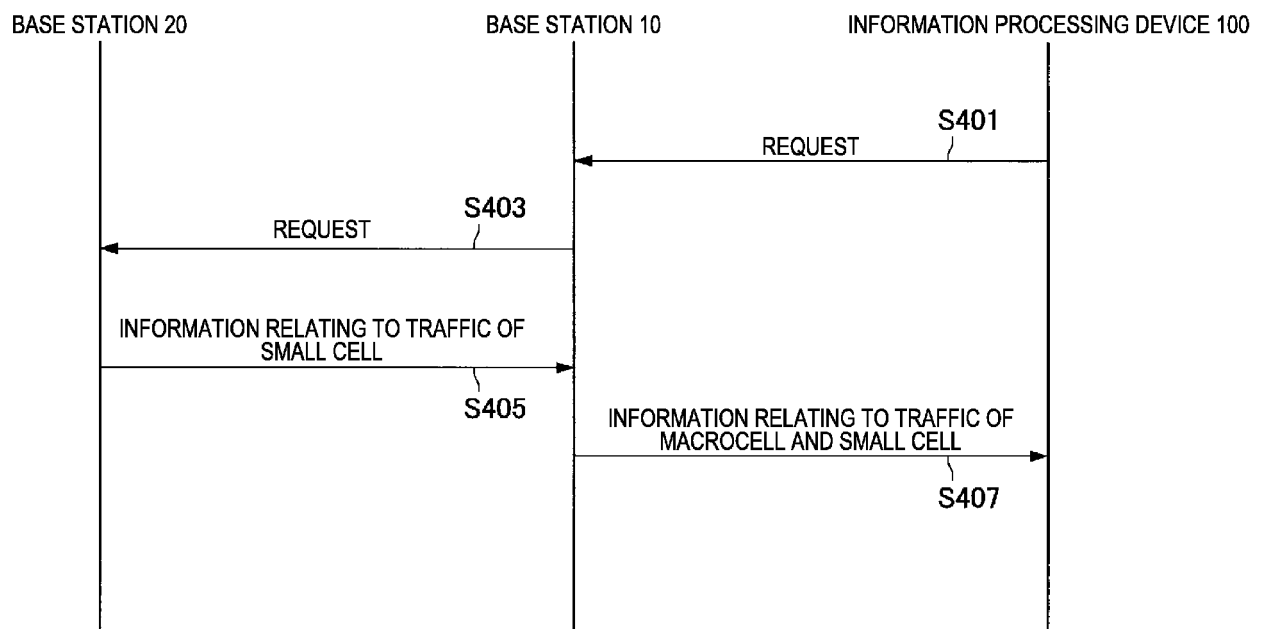 BASE STATION 20
BASE STATION 10
INFORMATION PROCESSING DEVICE 100
S401
REQUEST
S403
REQUEST
INFORMATION RELATING TO TRAFFIC OF
SMALL CELL
S405
INFORMATION RELATING TO TRAFFIC OF
MACROCELL AND SMALL CELL
S407